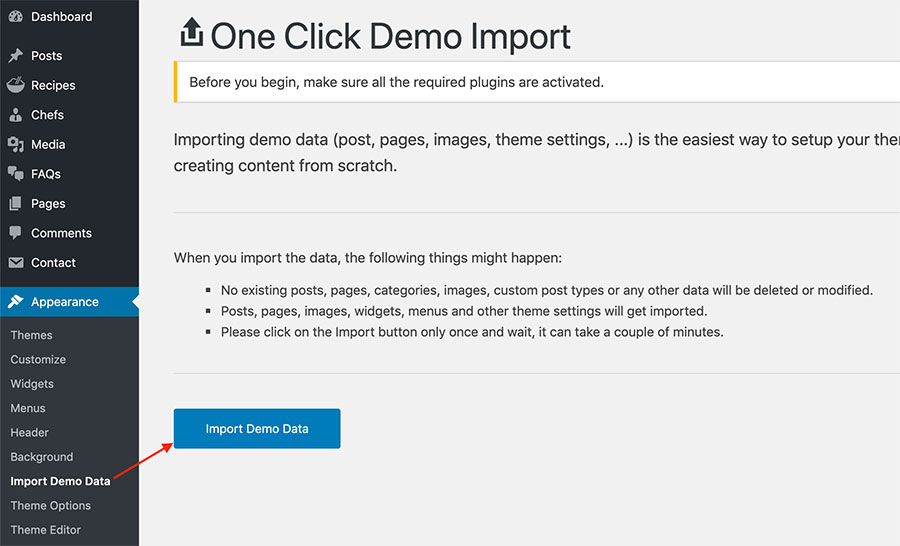 Dashboard
Posts
Recipes
Chefs
Media
FAQs
Pages
Comments
Contact
Appearance
Themes
Customize
Widgets
Menus
Header
Background
Import Demo Data
Theme Options
Theme Editor
One Click Demo Import
Before you begin, make sure all the required plugins are activated.
Importing demo data (post, pages, images, theme settings, ...) is the easiest way to setup your
creating content from scratch.
When you import the data, the following things might happen:
No existing posts, pages, categories, images, custom post types or any other data will be deleted or modified.
Posts, pages, images, widgets, menus and other theme settings will get imported.
Please click on the Import button only once and wait, it can take a couple of minutes.
Import Demo Data